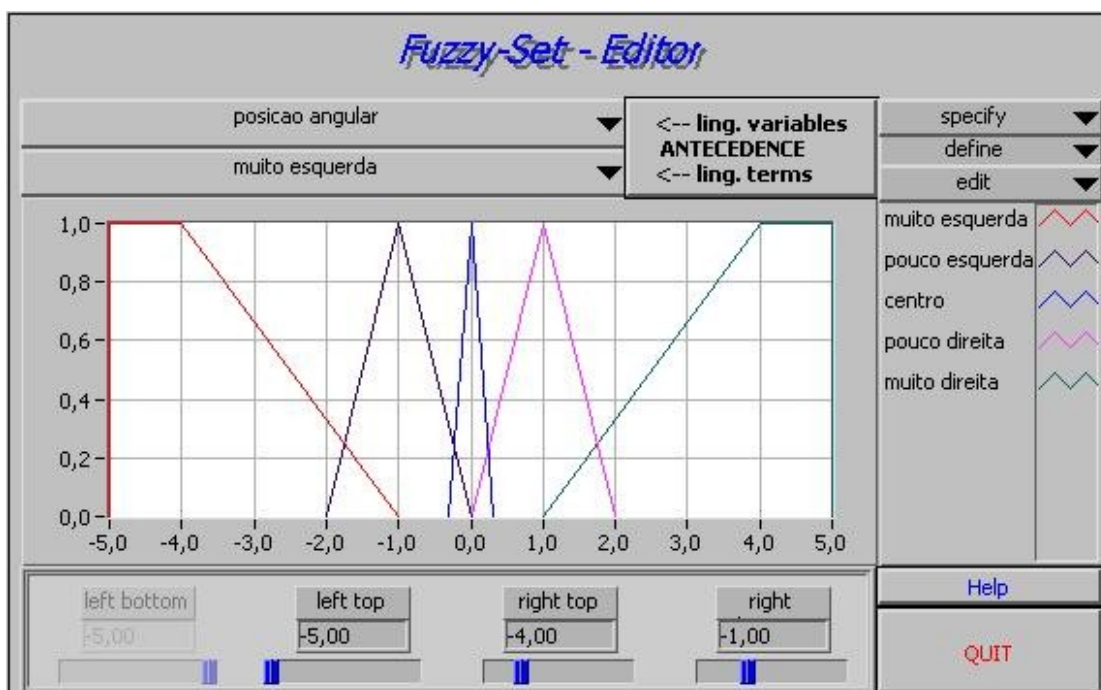 Fuzzy-Set - Editor
posicao angular
muito esquerda
<-- ling. variables
ANTECEDENCE
<-- ling. terms
specify
define
edit
1,0
0,8
0,6
0,4
0,2
0,0
-5,0 -4,0 -3,0 -2,0 -1,0 0,0 1,0 2,0 3,0 4,0 5,0
muito esquerda
pouco esquerda
centro
pouco direita
muito direita
left bottom
-5,00
left top
-5,00
right top
-4,00
right
-1,00
Help
QUIT